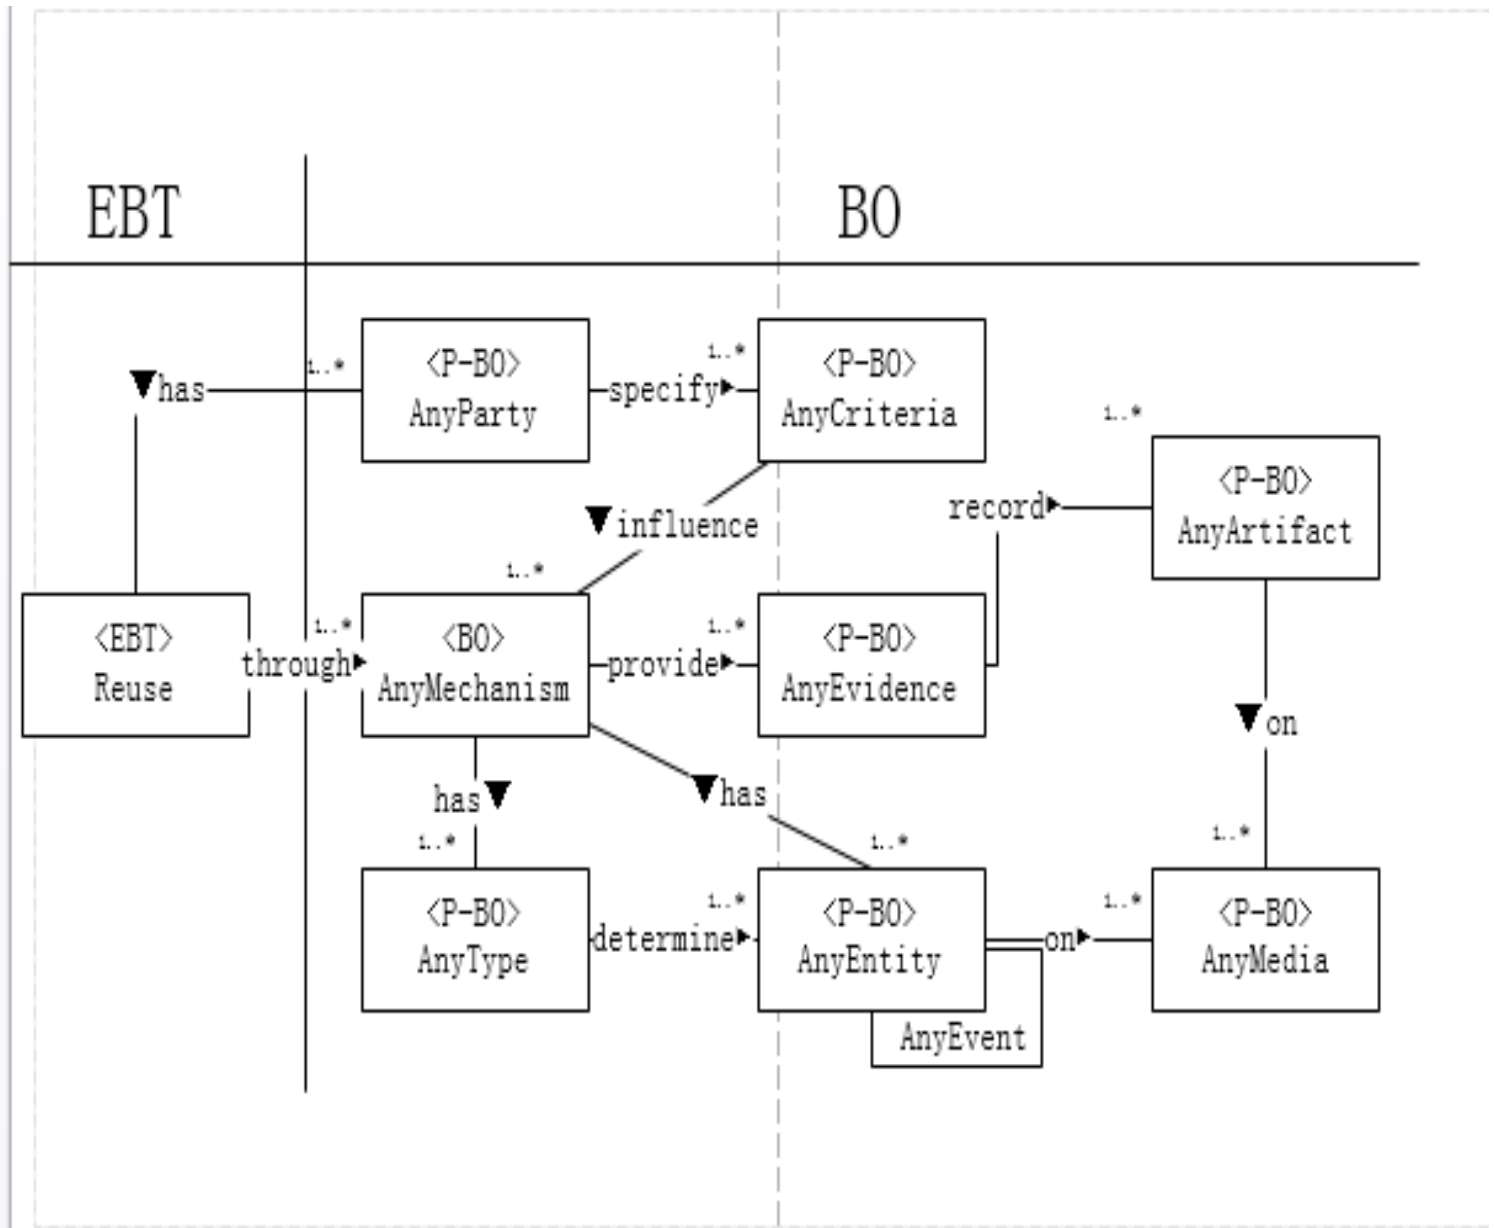 EBT
BO
1..*
1..*
<P-BO>
AnyParty
<P-BO>
AnyCriteria
has
specify
1..*
<P-BO>
AnyArtifact
record
influence
1..*
1..*
1..*
<EBT>
Reuse
through
<BO>
AnyMechanism
provide
<P-BO>
AnyEvidence
on
has
has
1..*
1..*
1..*
1..*
1..*
<P-BO>
AnyType
determine
<P-BO>
AnyEntity
on
<P-BO>
AnyMedia
AnyEvent